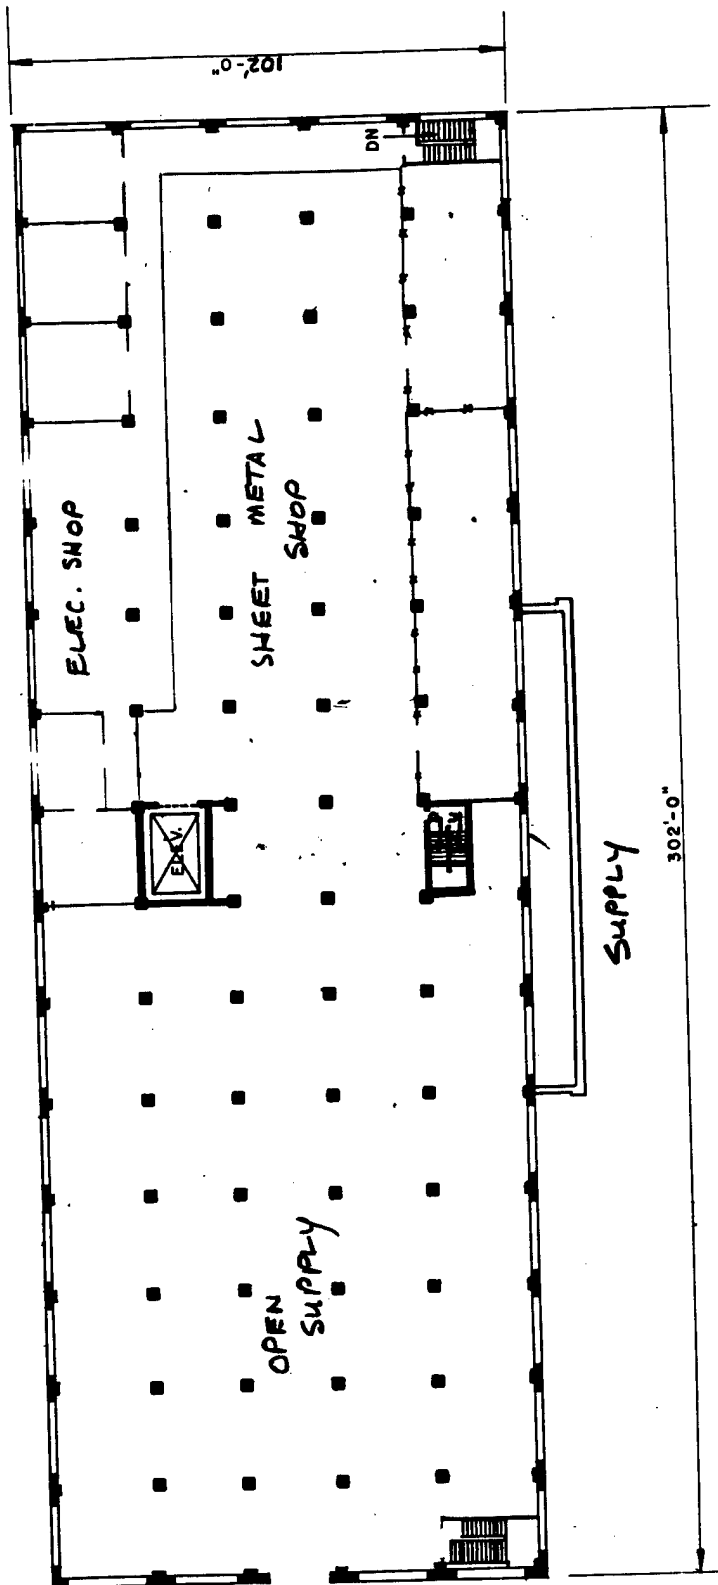 102'-0"
DN
ELEC. SHOP
SHEET METAL
SHOP
ELEV.
SUPPLY
302'-0"
OPEN
SUPPLY